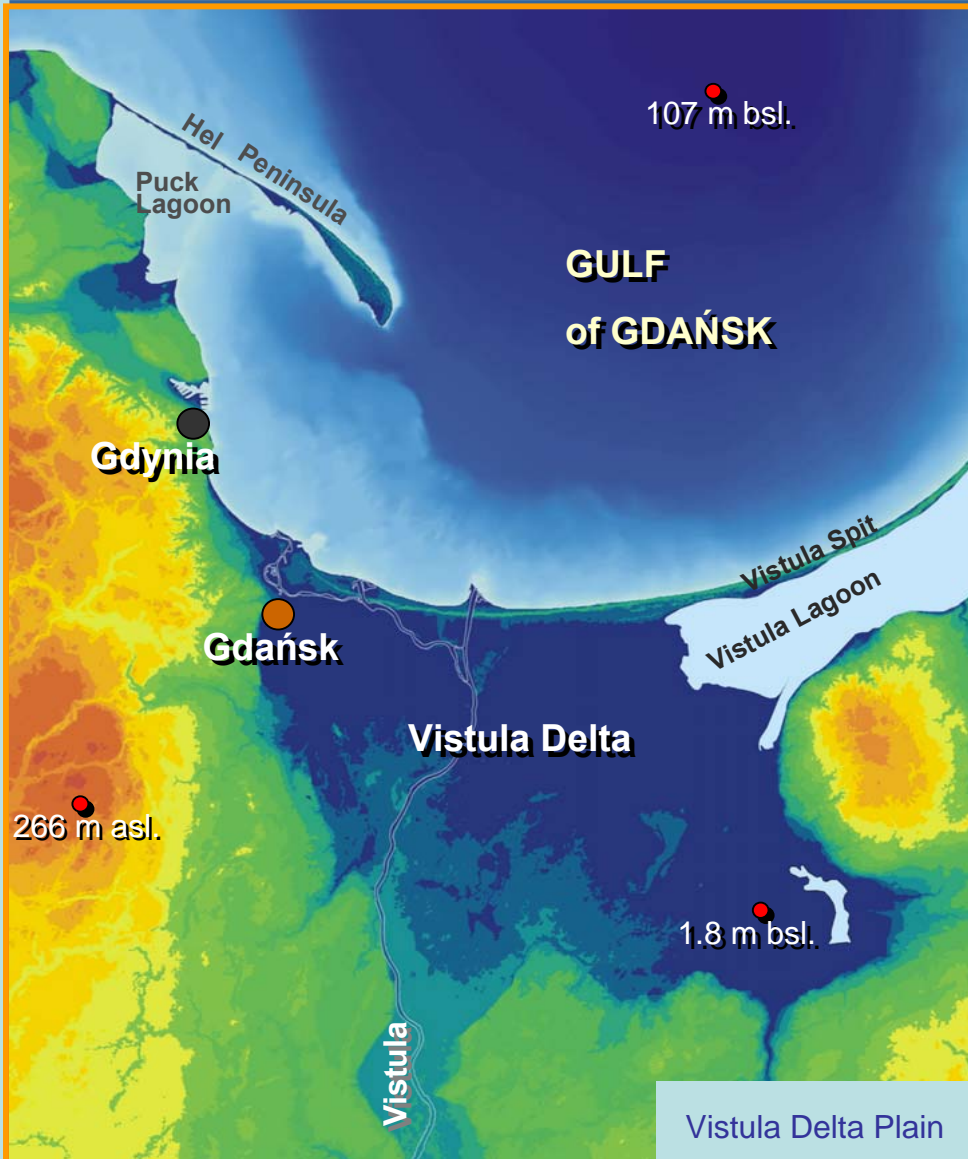 107 m bsl.
Hel Peninsula
Puck
Lagoon
GULF
of GDAŃSK
Gdynia
Vistula Spit
Vistula Lagoon
Gdańsk
Vistula Delta
266 m asl.
1.8 m bsl.
Vistula
Vistula Delta Plain